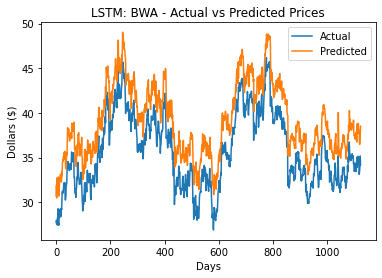 LSTM: BWA - Actual vs Predicted Prices
50
45
40
35
30
Dollars ($)
Actual
Predicted
0
200
400
600
800
1000
Days